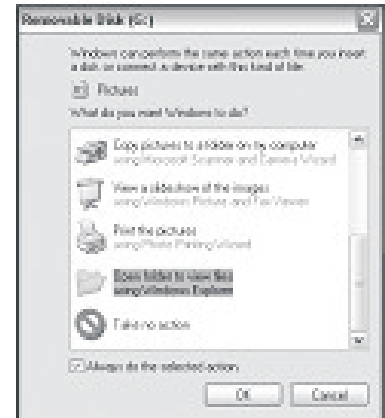 Removable Disk (G:)
Windows can perform the same action each time you insert
a disk or connect a device with this kind of file:
Pictures
What do you want Windows to do?
Copy pictures to a folder on my computer
using Microsoft Scanner and Camera Wizard
View a slideshow of the images
using Windows Picture and Fax Viewer
Print the pictures
using Photo Printing Wizard
Open folder to view files
using Windows Explorer
Take no action
Always do the selected action.
OK Cancel